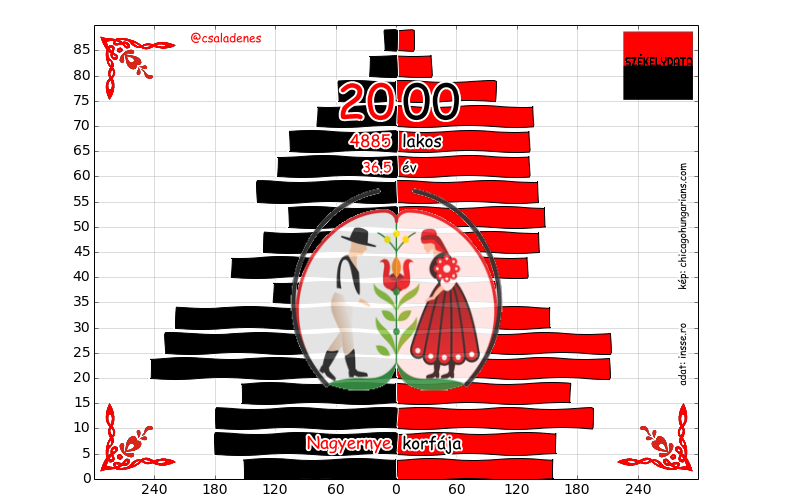 @csaladenes
SZÉKELYDATA
2000
4885 lakos
36.5 év
kép: chicagohungarians.com
adat: insse.ro
Nagyernye korfája
85
80
75
70
65
60
55
50
45
40
35
30
25
20
15
10
5
0
240 180 120 60 0 60 120 180 240